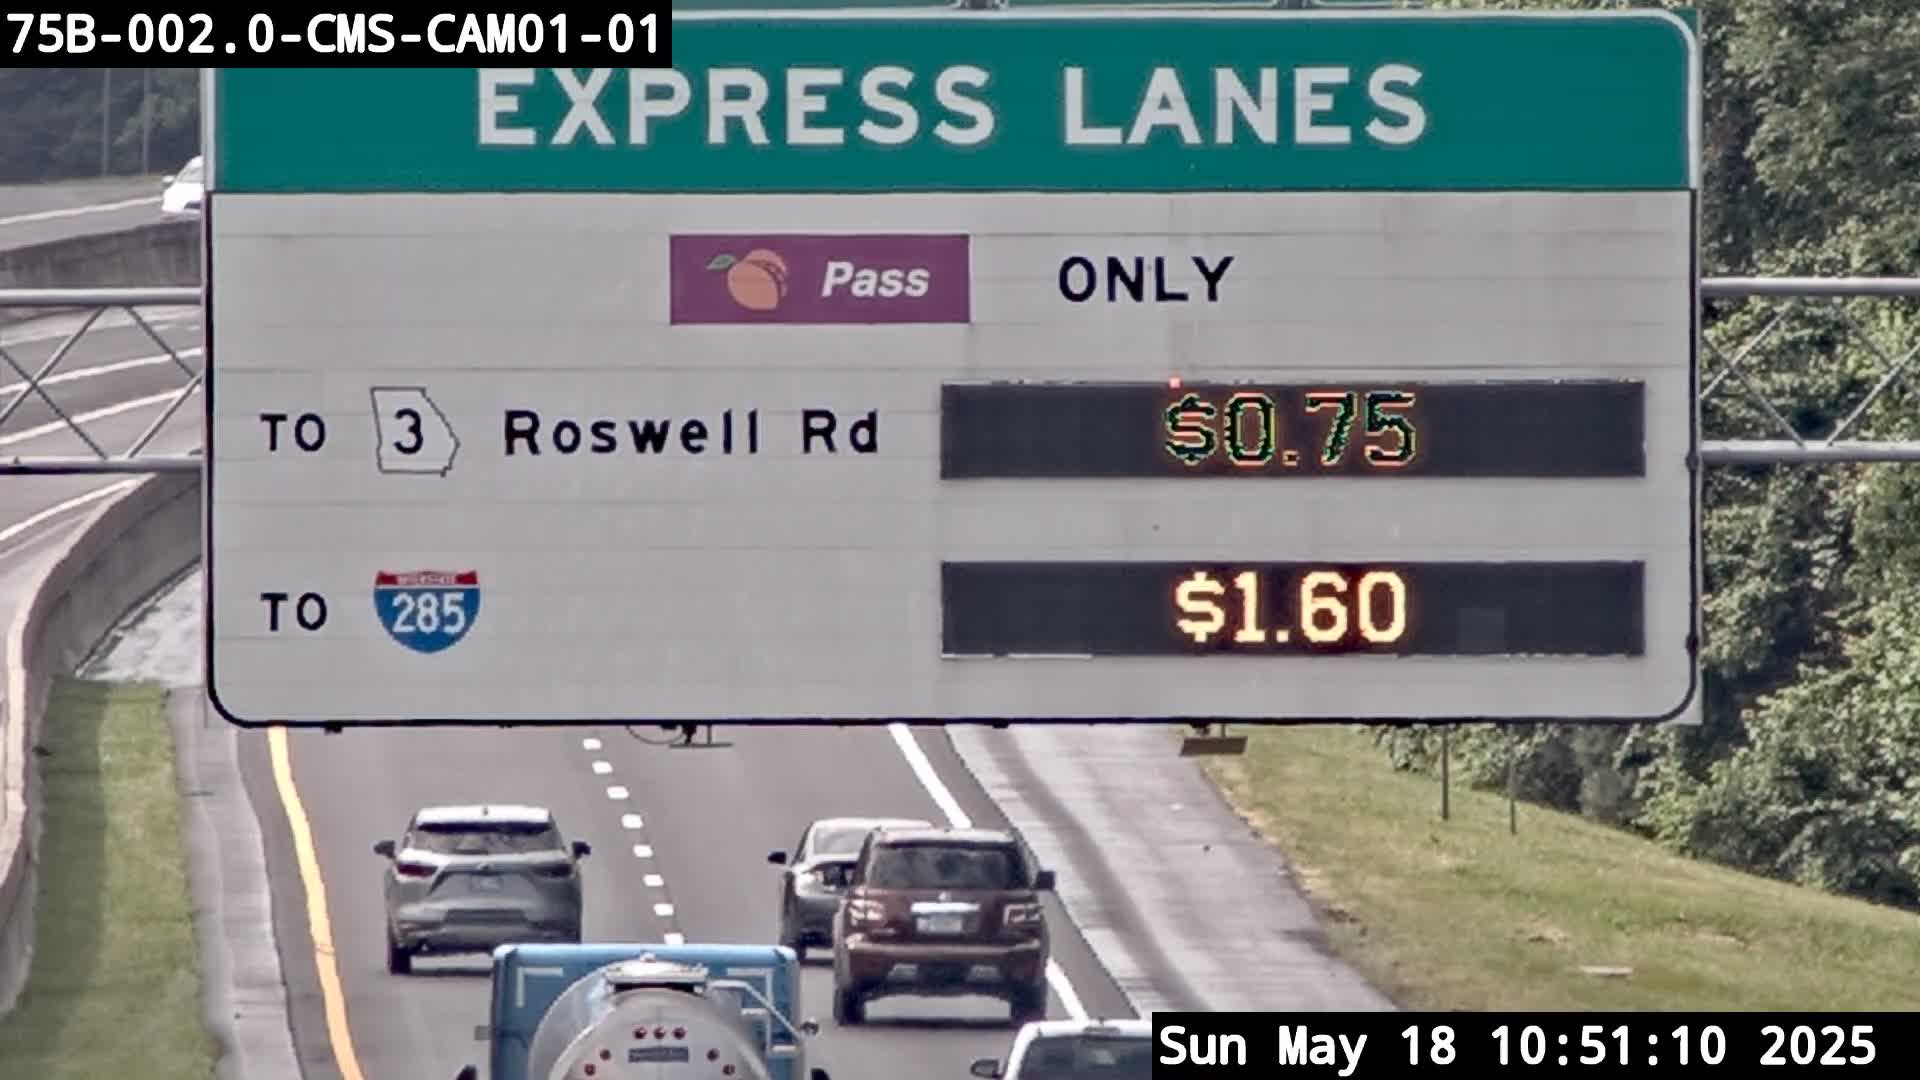 75B-002.0-CMS-CAM01-01
EXPRESS LANES
Pass ONLY
TO 3 Roswell Rd $0.75
TO INTERSTATE 285 $1.60
Sun May 18 10:51:10 2025